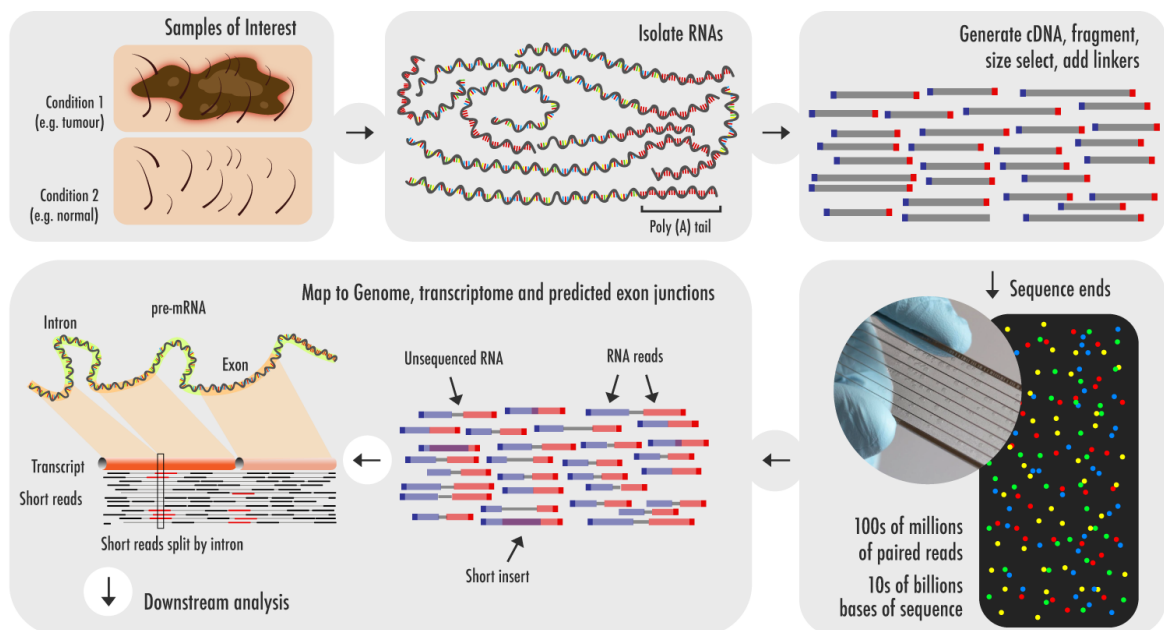 Samples of Interest
Condition 1
(e.g. tumour)
Condition 2
(e.g. normal)
Isolate RNAs
Poly (A) tail
Generate cDNA, fragment,
size select, add linkers
Sequence ends
100s of millions
of paired reads
10s of billions
bases of sequence
Map to Genome, transcriptome and predicted exon junctions
Unsequenced RNA
RNA reads
Short insert
pre-mRNA
Intron
Exon
Transcript
Short reads
Short reads split by intron
Downstream analysis